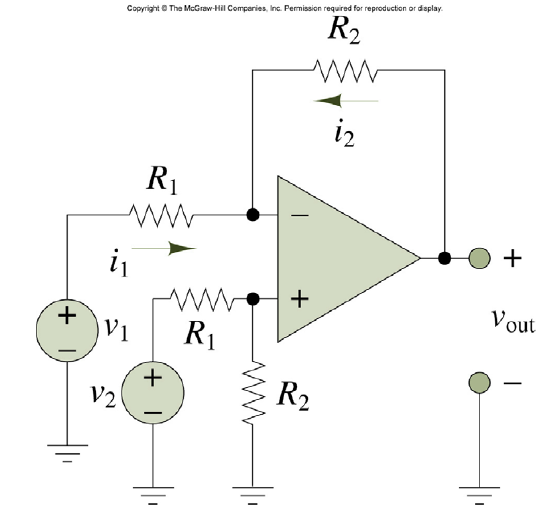 Copyright © The McGraw-Hill Companies, Inc. Permission required for reproduction or display.
R2
i2
R1
−
i1
+
+
v1
R1
vout
−
+
v2
−
R2
−